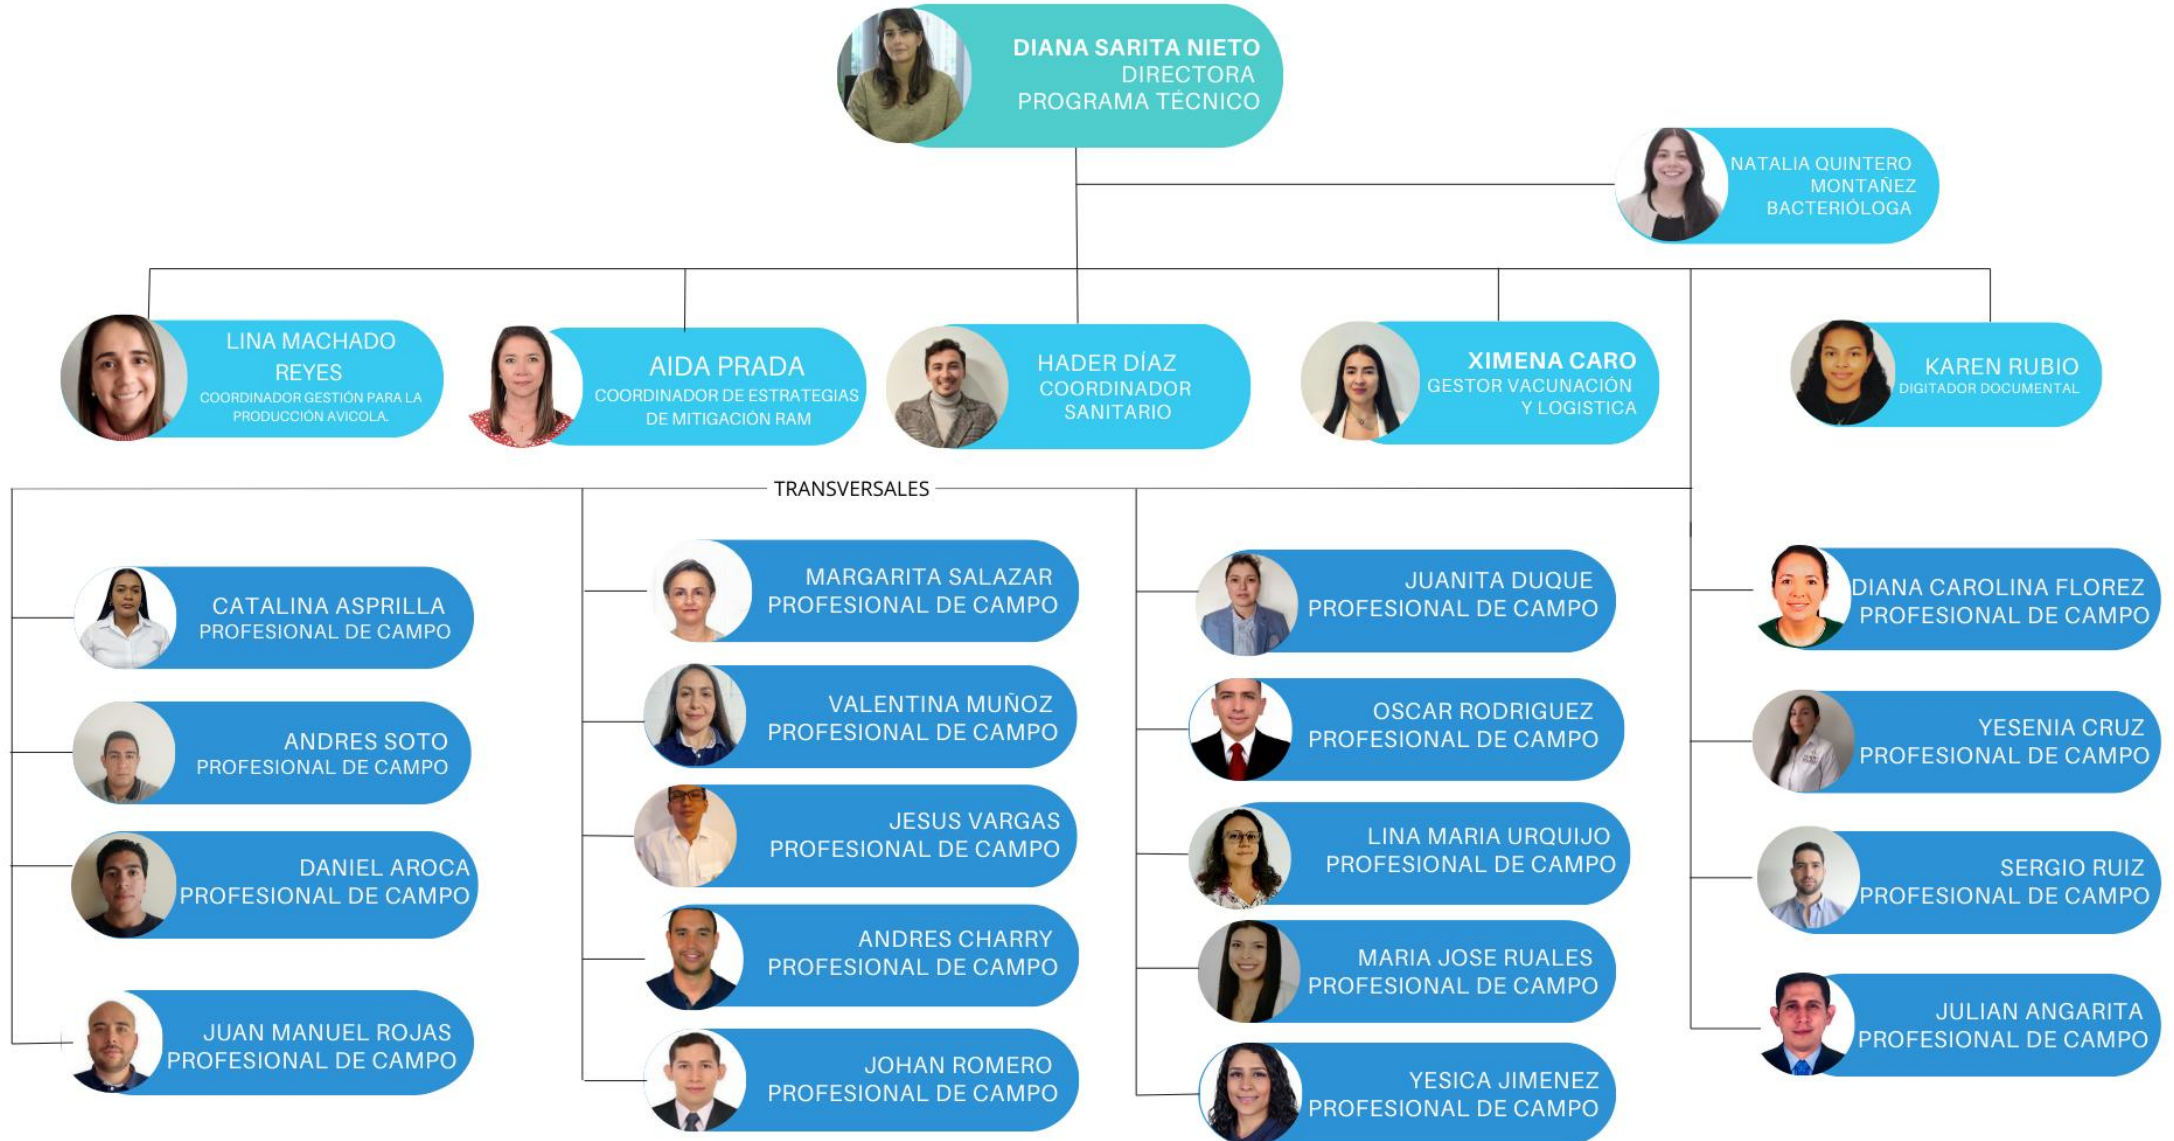 DIANA SARITA NIETO
DIRECTORA
PROGRAMA TÉCNICO
NATALIA QUINTERO
MONTAÑEZ
BACTERIÓLOGA
LINA MACHADO
REYES
COORDINADOR GESTIÓN PARA LA
PRODUCCIÓN AVICOLA.
AIDA PRADA
COORDINADOR DE ESTRATEGIAS
DE MITIGACIÓN RAM
HADER DÍAZ
COORDINADOR
SANITARIO
XIMENA CARO
GESTOR VACUNACIÓN
Y LOGISTICA
KAREN RUBIO
DIGITADOR DOCUMENTAL
TRANSVERSALES
CATALINA ASPRILLA
PROFESIONAL DE CAMPO
ANDRES SOTO
PROFESIONAL DE CAMPO
DANIEL AROCA
PROFESIONAL DE CAMPO
JUAN MANUEL ROJAS
PROFESIONAL DE CAMPO
MARGARITA SALAZAR
PROFESIONAL DE CAMPO
VALENTINA MUÑOZ
PROFESIONAL DE CAMPO
JESUS VARGAS
PROFESIONAL DE CAMPO
ANDRES CHARRY
PROFESIONAL DE CAMPO
JOHAN ROMERO
PROFESIONAL DE CAMPO
JUANITA DUQUE
PROFESIONAL DE CAMPO
OSCAR RODRIGUEZ
PROFESIONAL DE CAMPO
LINA MARIA URQUIJO
PROFESIONAL DE CAMPO
MARIA JOSE RUALES
PROFESIONAL DE CAMPO
YESICA JIMENEZ
PROFESIONAL DE CAMPO
DIANA CAROLINA FLOREZ
PROFESIONAL DE CAMPO
YESENIA CRUZ
PROFESIONAL DE CAMPO
SERGIO RUIZ
PROFESIONAL DE CAMPO
JULIAN ANGARITA
PROFESIONAL DE CAMPO